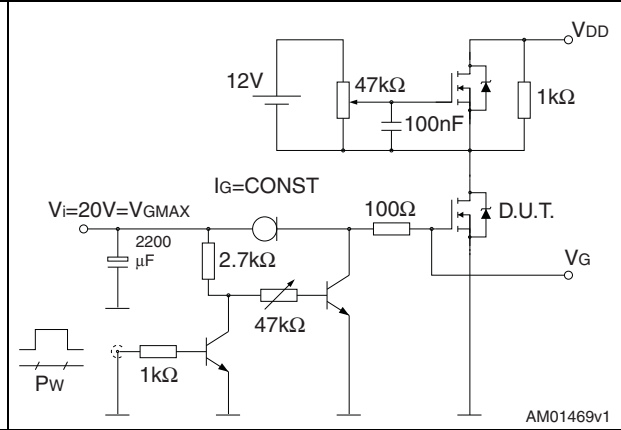 VDD
12V
47kΩ
1kΩ
100nF
IG=CONST
Vi=20V=VGMAX
100Ω
D.U.T.
2200
μF
2.7kΩ
VG
47kΩ
1kΩ
PW
AM01469v1